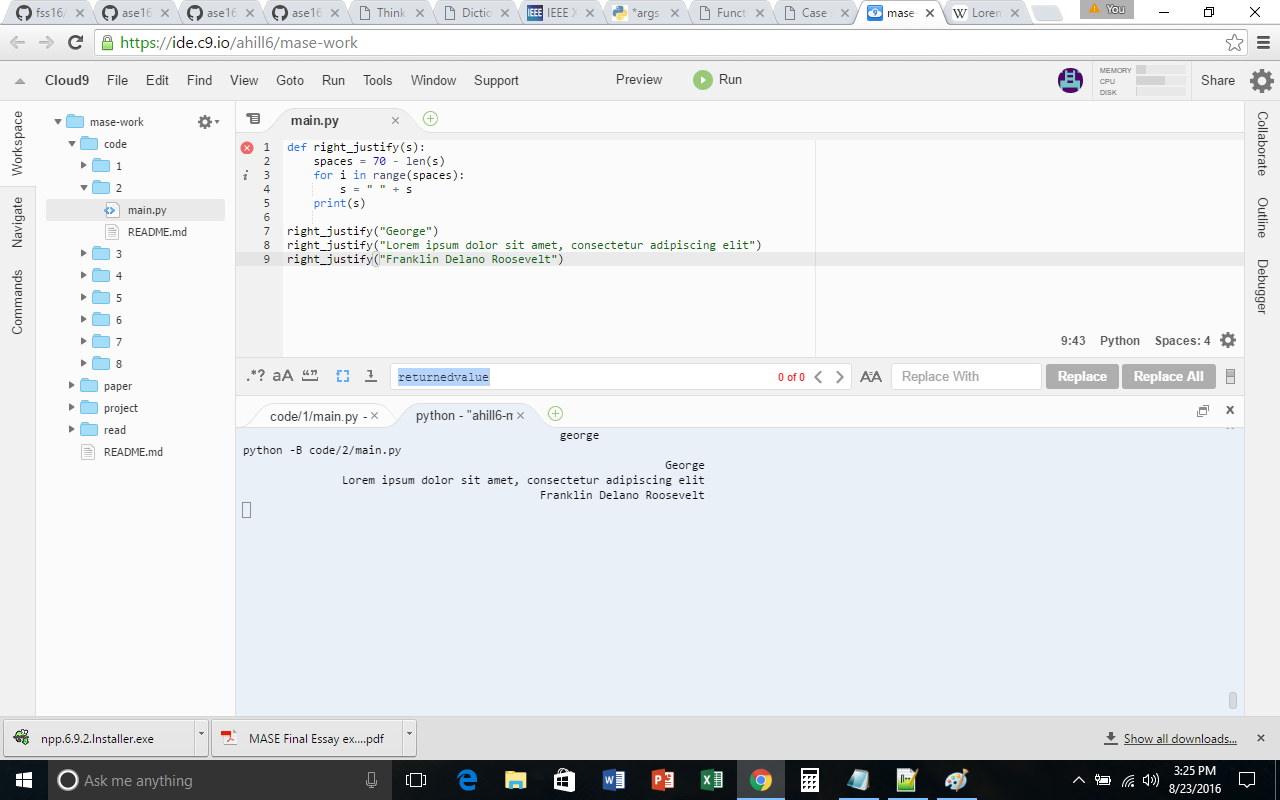 fss16/ ase16 ase16 ase16 Think Dictio IEEE IEEE X *args Funct Case mase- W Loren You
https://ide.c9.io/ahill6/mase-work
Cloud9 File Edit Find View Goto Run Tools Window Support Preview Run MEMORY CPU DISK Share
Workspace
Navigate
Commands
mase-work
code
1
2
main.py
README.md
3
4
5
6
7
8
paper
project
read
README.md
main.py
1 def right_justify(s):
2 spaces = 70 - len(s)
i 3 for i in range(spaces):
4 s = " " + s
5 print(s)
6
7 right_justify("George")
8 right_justify("Lorem ipsum dolor sit amet, consectetur adipiscing elit")
9 right_justify("Franklin Delano Roosevelt")
9:43 Python Spaces: 4
Collaborate
Outline
Debugger
.*? aA “” returnedvalue 0 of 0 AA Replace With Replace Replace All
code/1/main.py - python - "ahill6-m
george
python -B code/2/main.py
George
Lorem ipsum dolor sit amet, consectetur adipiscing elit
Franklin Delano Roosevelt
npp.6.9.2.Installer.exe MASE Final Essay ex....pdf Show all downloads...
Ask me anything 3:25 PM
8/23/2016